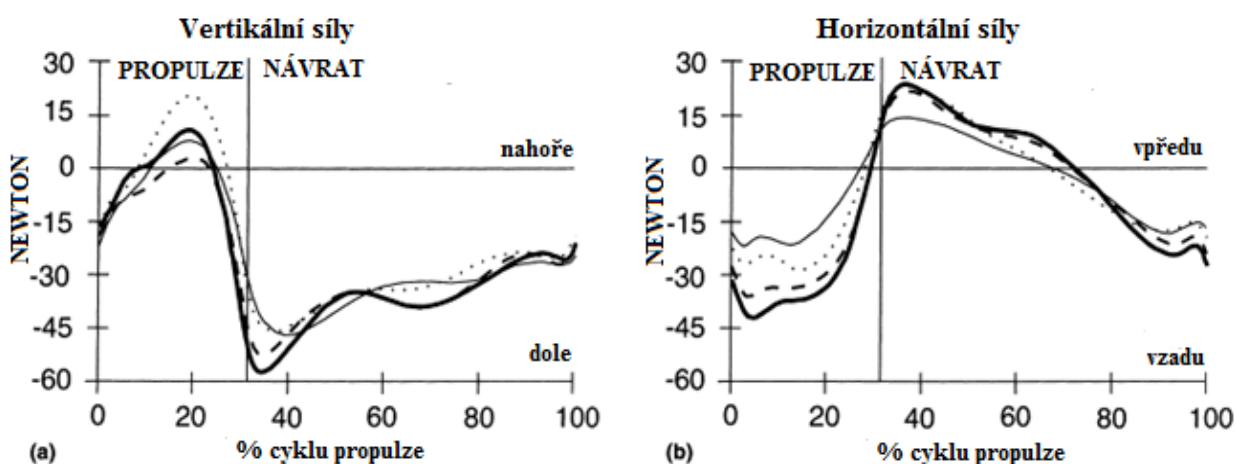 Vertikální síly
30
15
0
-15
-30
-45
-60
NEWTON
PROPULZE
NÁVRAT
nahoře
dole
0 20 40 60 80 100
(a)
% cyklu propulze
Horizontální síly
30
15
0
-15
-30
-45
-60
NEWTON
PROPULZE
NÁVRAT
vpředu
vzadu
0 20 40 60 80 100
(b)
% cyklu propulze